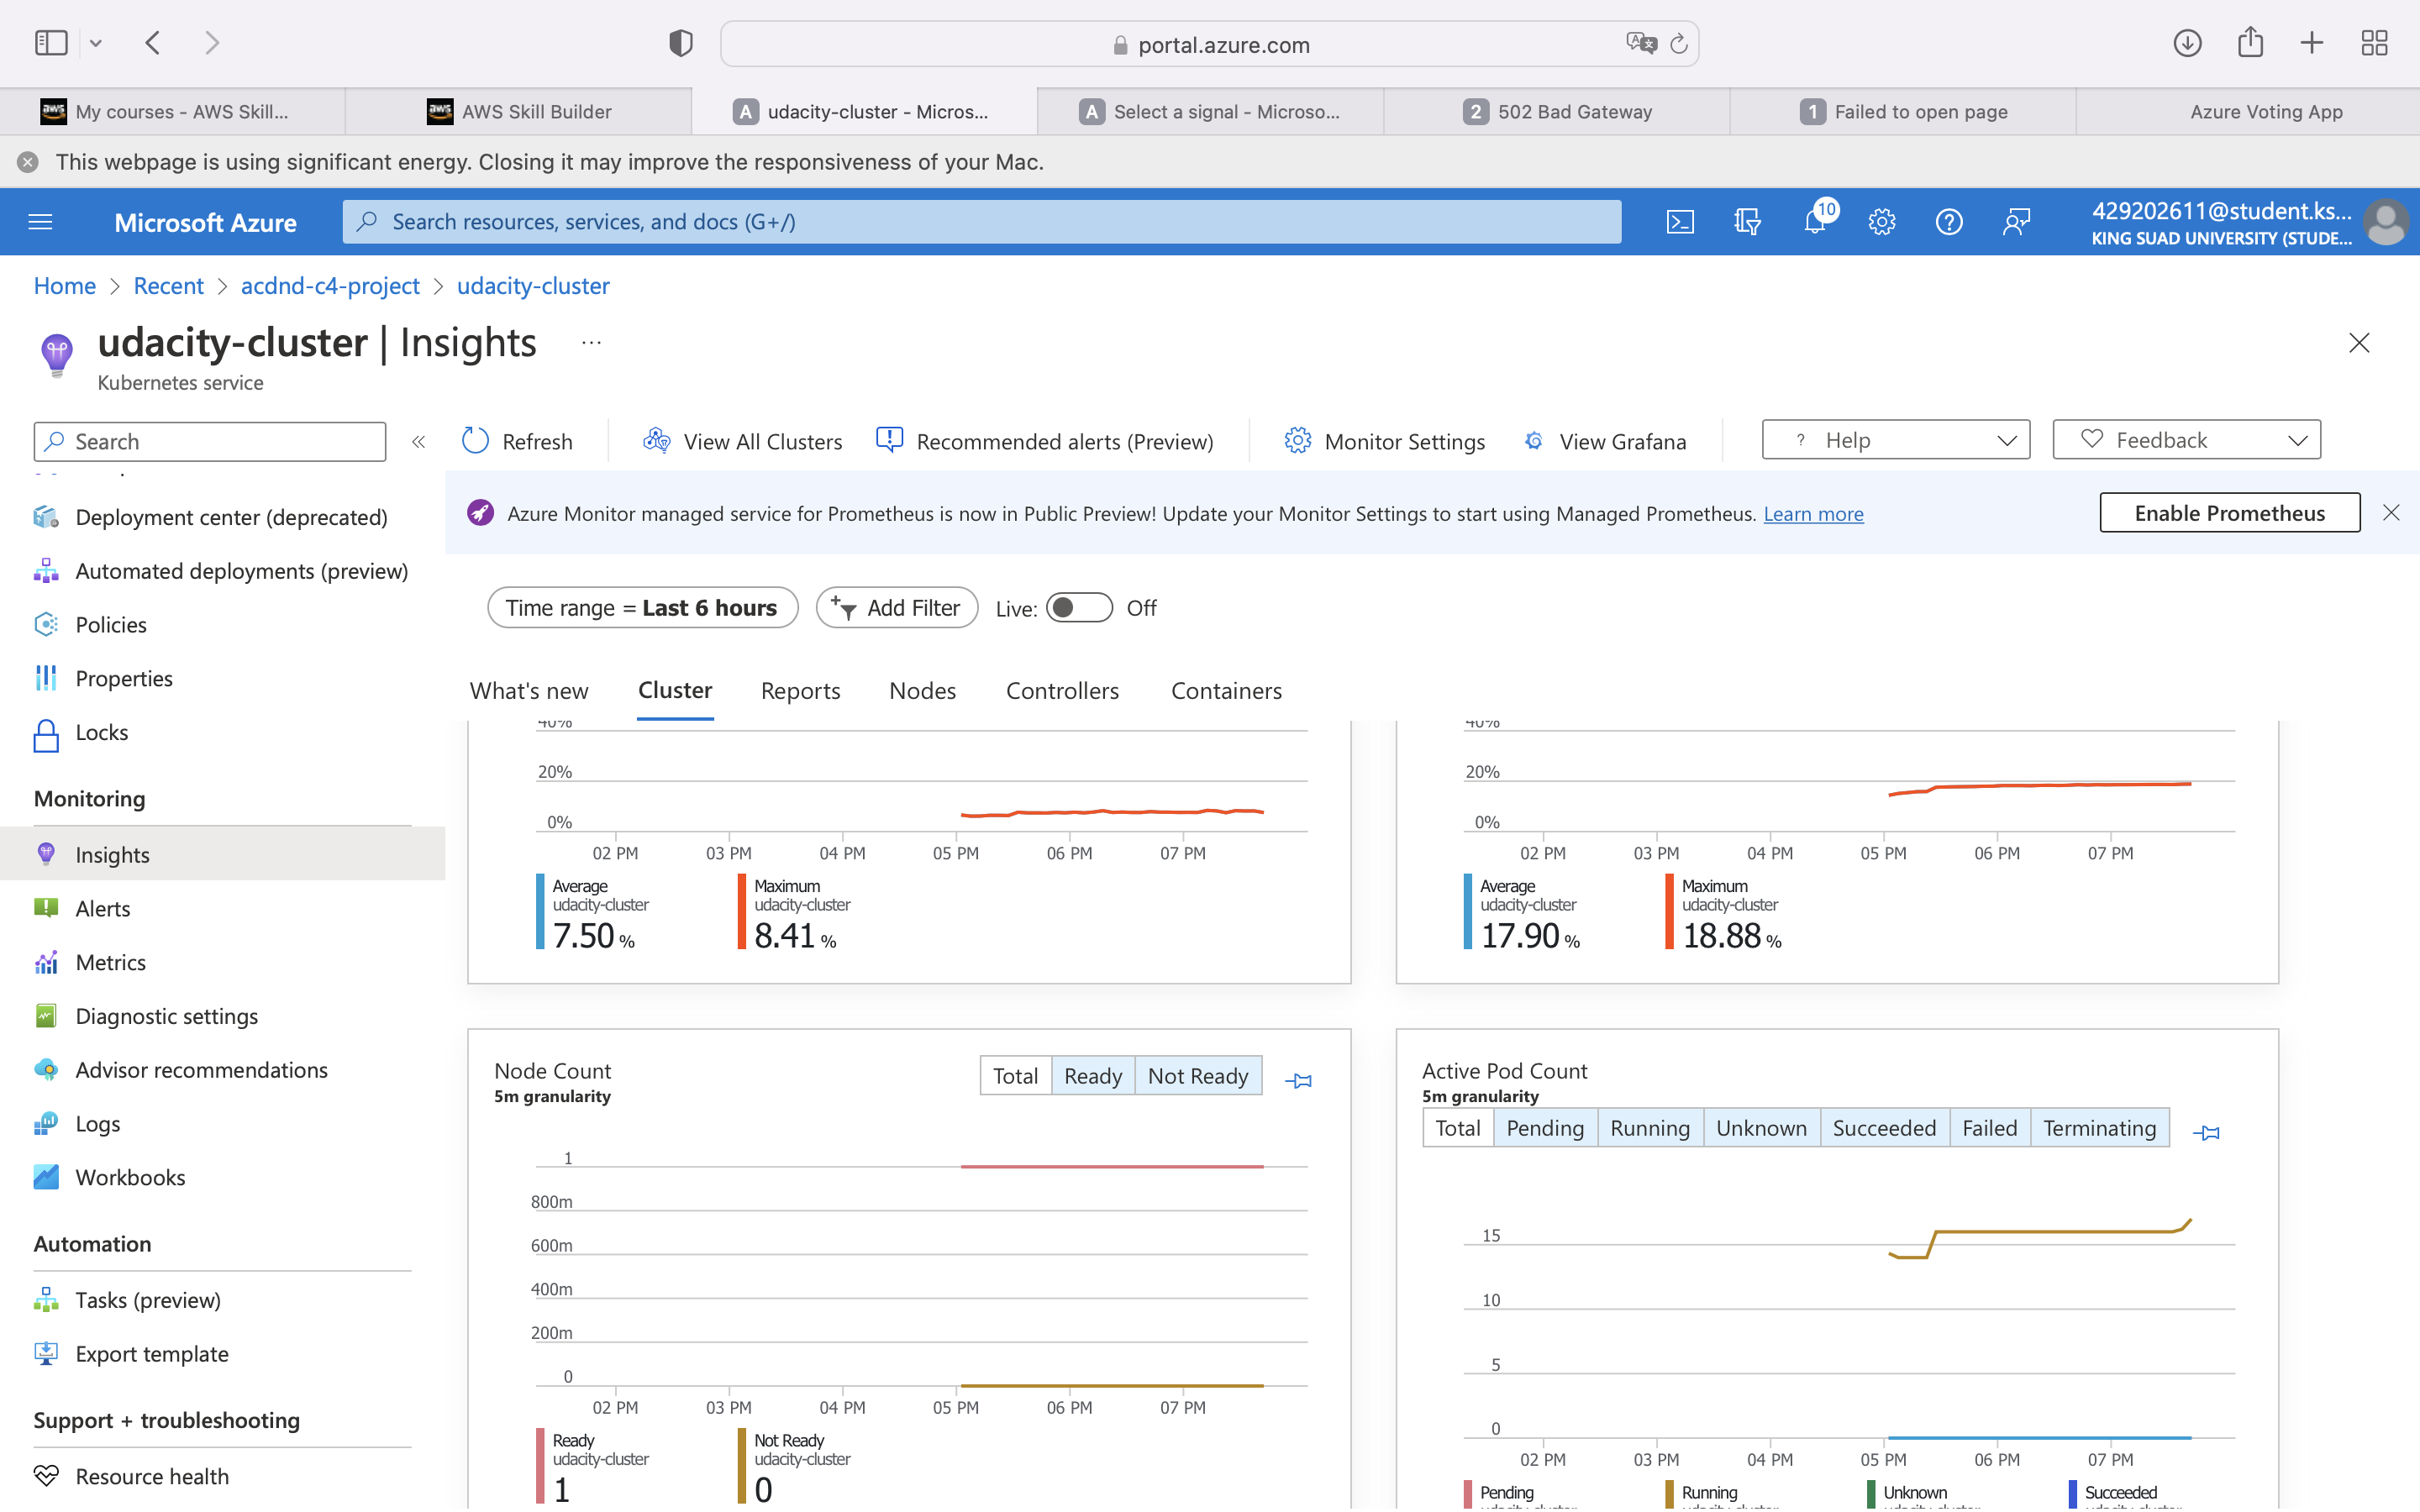 portal.azure.com
My courses - AWS Skill...
AWS Skill Builder
A udacity-cluster - Micros...
A Select a signal - Microso...
2 502 Bad Gateway
1 Failed to open page
Azure Voting App
This webpage is using significant energy. Closing it may improve the responsiveness of your Mac.
Microsoft Azure
Search resources, services, and docs (G+/)
10
429202611@student.ks...
KING SUAD UNIVERSITY (STUDE...
Home > Recent > acdnd-c4-project > udacity-cluster
udacity-cluster | Insights ...
Kubernetes service
Search
«
Refresh
View All Clusters
Recommended alerts (Preview)
Monitor Settings
View Grafana
? Help
Feedback
Deployment center (deprecated)
Automated deployments (preview)
Policies
Properties
Locks
Monitoring
Insights
Alerts
Metrics
Diagnostic settings
Advisor recommendations
Logs
Workbooks
Automation
Tasks (preview)
Export template
Support + troubleshooting
Resource health
Azure Monitor managed service for Prometheus is now in Public Preview! Update your Monitor Settings to start using Managed Prometheus. Learn more
Enable Prometheus
Time range = Last 6 hours
Add Filter
Live: Off
What's new Cluster Reports Nodes Controllers Containers
40%
20%
0%
02 PM 03 PM 04 PM 05 PM 06 PM 07 PM
Average
udacity-cluster
7.50 %
Maximum
udacity-cluster
8.41 %
40%
20%
0%
02 PM 03 PM 04 PM 05 PM 06 PM 07 PM
Average
udacity-cluster
17.90 %
Maximum
udacity-cluster
18.88 %
Node Count
5m granularity
Total Ready Not Ready
1
800m
600m
400m
200m
0
02 PM 03 PM 04 PM 05 PM 06 PM 07 PM
Ready
udacity-cluster
1
Not Ready
udacity-cluster
0
Active Pod Count
5m granularity
Total Pending Running Unknown Succeeded Failed Terminating
15
10
5
0
02 PM 03 PM 04 PM 05 PM 06 PM 07 PM
Pending
Running
Unknown
Succeeded